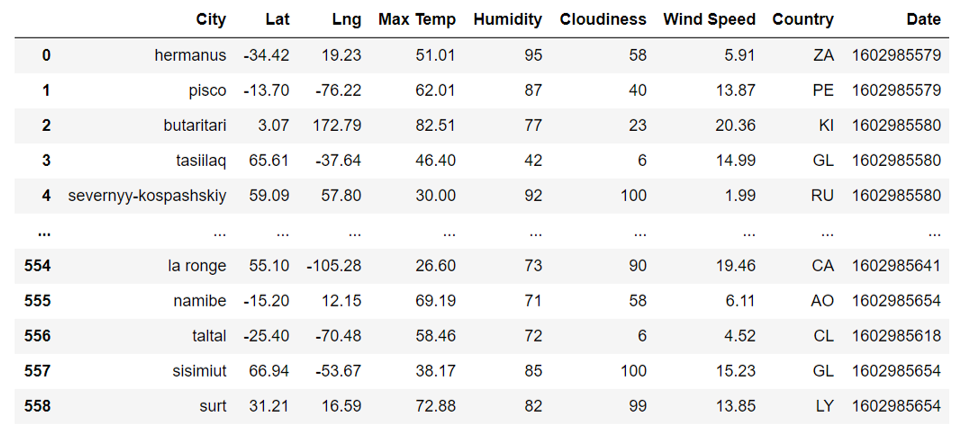 City Lat Lng Max Temp Humidity Cloudiness Wind Speed Country Date
0 hermanus -34.42 19.23 51.01 95 58 5.91 ZA 1602985579
1 pisco -13.70 -76.22 62.01 87 40 13.87 PE 1602985579
2 butaritari 3.07 172.79 82.51 77 23 20.36 KI 1602985580
3 tasiilaq 65.61 -37.64 46.40 42 6 14.99 GL 1602985580
4 severnyy-kospashskiy 59.09 57.80 30.00 92 100 1.99 RU 1602985580
... ... ... ... ... ... ... ... ... ...
554 la ronge 55.10 -105.28 26.60 73 90 19.46 CA 1602985641
555 namibe -15.20 12.15 69.19 71 58 6.11 AO 1602985654
556 taltal -25.40 -70.48 58.46 72 6 4.52 CL 1602985618
557 sisimiut 66.94 -53.67 38.17 85 100 15.23 GL 1602985654
558 surt 31.21 16.59 72.88 82 99 13.85 LY 1602985654